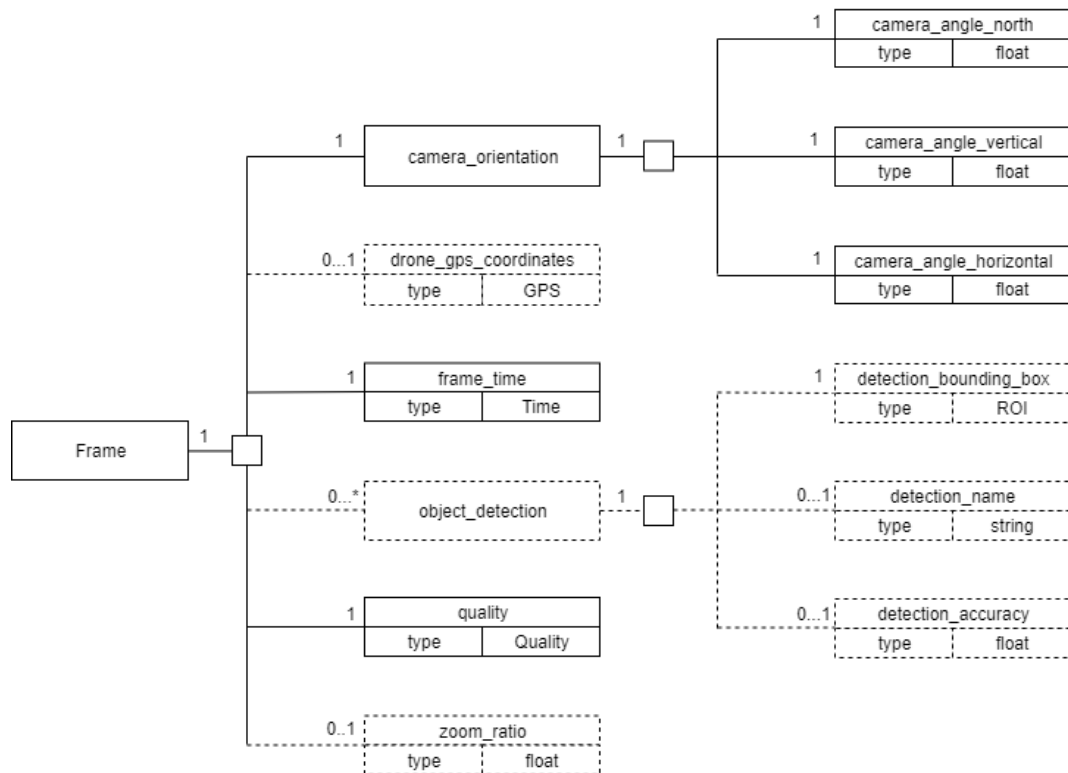 1 camera_angle_north
type float
1 camera_orientation 1
1 camera_angle_vertical
type float
0...1 drone_gps_coordinates
type GPS
1 camera_angle_horizontal
type float
1 frame_time
type Time
1 detection_bounding_box
type ROI
Frame 1
0...* object_detection 1
0...1 detection_name
type string
1 quality
type Quality
0...1 detection_accuracy
type float
0..1 zoom_ratio
type float